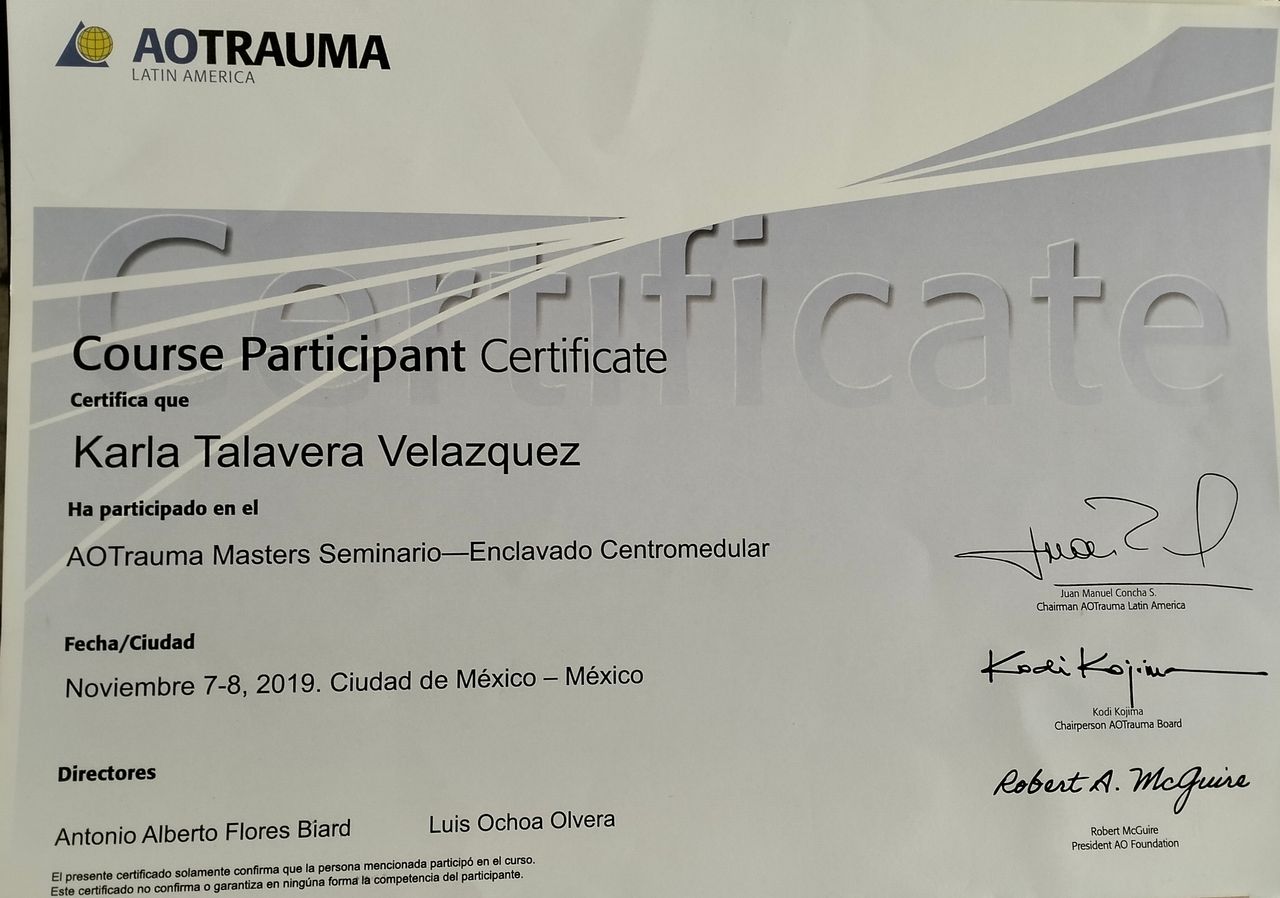 AOTRAUMA
LATIN AMERICA
Certificate
Course Participant Certificate
Certifica que
Karla Talavera Velazquez
Ha participado en el
AOTrauma Masters Seminario—Enclavado Centromedular
Juan Manuel Concha S.
Chairman AOTrauma Latin America
Fecha/Ciudad
Noviembre 7-8, 2019. Ciudad de México – México
Kodi Kojima
Kodi Kojima
Chairperson AOTrauma Board
Directores
Antonio Alberto Flores Biard Luis Ochoa Olvera
Robert A. McGuire
Robert McGuire
President AO Foundation
El presente certificado solamente confirma que la persona mencionada participó en el curso.
Este certificado no confirma o garantiza en ningúna forma la competencia del participante.